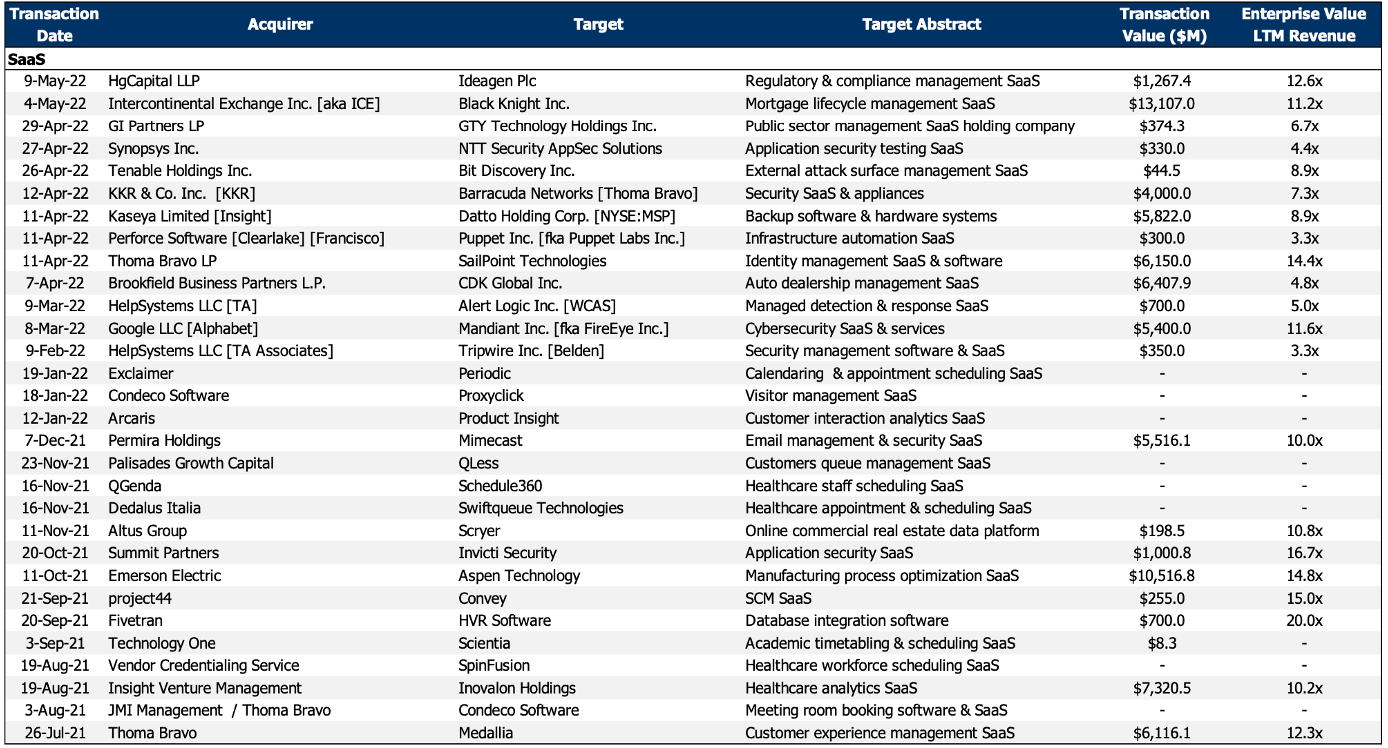 Transaction Date Acquirer Target Target Abstract Transaction Value ($M) Enterprise Value LTM Revenue
SaaS
9-May-22 HgCapital LLP Ideagen Plc Regulatory & compliance management SaaS $1,267.4 12.6x
4-May-22 Intercontinental Exchange Inc. [aka ICE] Black Knight Inc. Mortgage lifecycle management SaaS $13,107.0 11.2x
29-Apr-22 GI Partners LP GTY Technology Holdings Inc. Public sector management SaaS holding company $374.3 6.7x
27-Apr-22 Synopsys Inc. NTT Security AppSec Solutions Application security testing SaaS $330.0 4.4x
26-Apr-22 Tenable Holdings Inc. Bit Discovery Inc. External attack surface management SaaS $44.5 8.9x
12-Apr-22 KKR & Co. Inc. [KKR] Barracuda Networks [Thoma Bravo] Security SaaS & appliances $4,000.0 7.3x
11-Apr-22 Kaseya Limited [Insight] Datto Holding Corp. [NYSE:MSP] Backup software & hardware systems $5,822.0 8.9x
11-Apr-22 Perforce Software [Clearlake] [Francisco] Puppet Inc. [fka Puppet Labs Inc.] Infrastructure automation SaaS $300.0 3.3x
11-Apr-22 Thoma Bravo LP SailPoint Technologies Identity management SaaS & software $6,150.0 14.4x
7-Apr-22 Brookfield Business Partners L.P. CDK Global Inc. Auto dealership management SaaS $6,407.9 4.8x
9-Mar-22 HelpSystems LLC [TA] Alert Logic Inc. [WCAS] Managed detection & response SaaS $700.0 5.0x
8-Mar-22 Google LLC [Alphabet] Mandiant Inc. [fka FireEye Inc.] Cybersecurity SaaS & services $5,400.0 11.6x
9-Feb-22 HelpSystems LLC [TA Associates] Tripwire Inc. [Belden] Security management software & SaaS $350.0 3.3x
19-Jan-22 Exclaimer Periodic Calendaring & appointment scheduling SaaS - -
18-Jan-22 Condeco Software Proxyclick Visitor management SaaS - -
12-Jan-22 Arcaris Product Insight Customer interaction analytics SaaS - -
7-Dec-21 Permira Holdings Mimecast Email management & security SaaS $5,516.1 10.0x
23-Nov-21 Palisades Growth Capital QLess Customers queue management SaaS - -
16-Nov-21 QGenda Schedule360 Healthcare staff scheduling SaaS - -
16-Nov-21 Dedalus Italia Swiftqueue Technologies Healthcare appointment & scheduling SaaS - -
11-Nov-21 Altus Group Scryer Online commercial real estate data platform $198.5 10.8x
20-Oct-21 Summit Partners Invicti Security Application security SaaS $1,000.8 16.7x
11-Oct-21 Emerson Electric Aspen Technology Manufacturing process optimization SaaS $10,516.8 14.8x
21-Sep-21 project44 Convey SCM SaaS $255.0 15.0x
20-Sep-21 Fivetran HVR Software Database integration software $700.0 20.0x
3-Sep-21 Technology One Scientia Academic timetabling & scheduling SaaS $8.3 -
19-Aug-21 Vendor Credentialing Service SpinFusion Healthcare workforce scheduling SaaS - -
19-Aug-21 Insight Venture Management Inovalon Holdings Healthcare analytics SaaS $7,320.5 10.2x
3-Aug-21 JMI Management / Thoma Bravo Condeco Software Meeting room booking software & SaaS - -
26-Jul-21 Thoma Bravo Medallia Customer experience management SaaS $6,116.1 12.3x